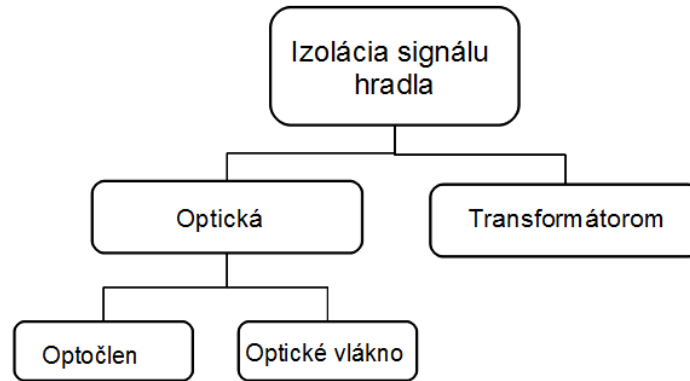 Izolácia signálu
hradla
Optická
Transformátorom
Optočlen
Optické vlákno